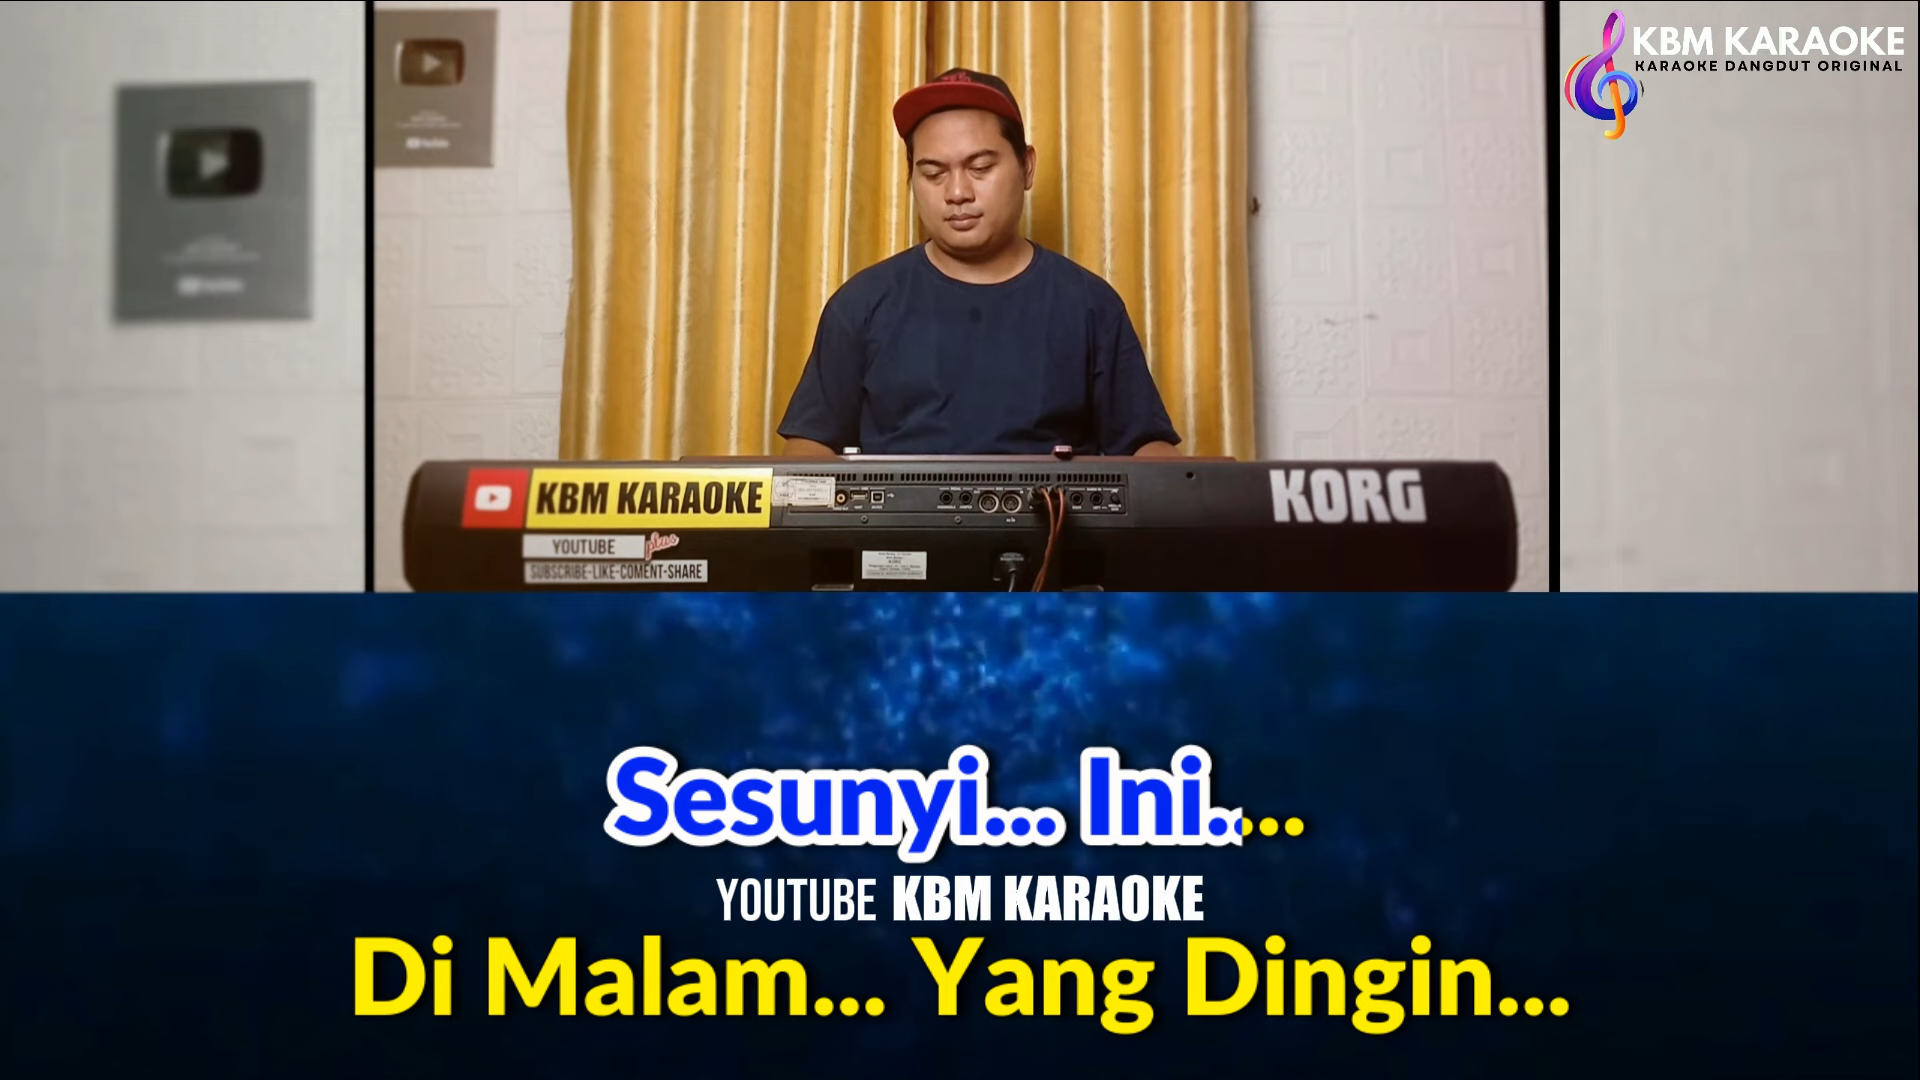 KBM KARAOKE
KARAOKE DANGDUT ORIGINAL
KBM KARAOKE
KORG
YOUTUBE plus
SUBSCRIBE-LIKE-COMENT-SHARE
Sesunyi... Ini....
YOUTUBE KBM KARAOKE
Di Malam... Yang Dingin...